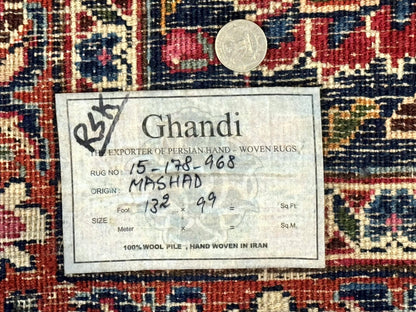 RSK
Ghandi
THE EXPORTER OF PERSIAN HAND - WOVEN RUGS
RUG NO : 15-178-968
ORIGIN : MASHAD
SIZE : Foot 132 x 99 = Sq.Ft.
Meter x = Sq.M.
100% WOOL PILE , HAND WOVEN IN IRAN